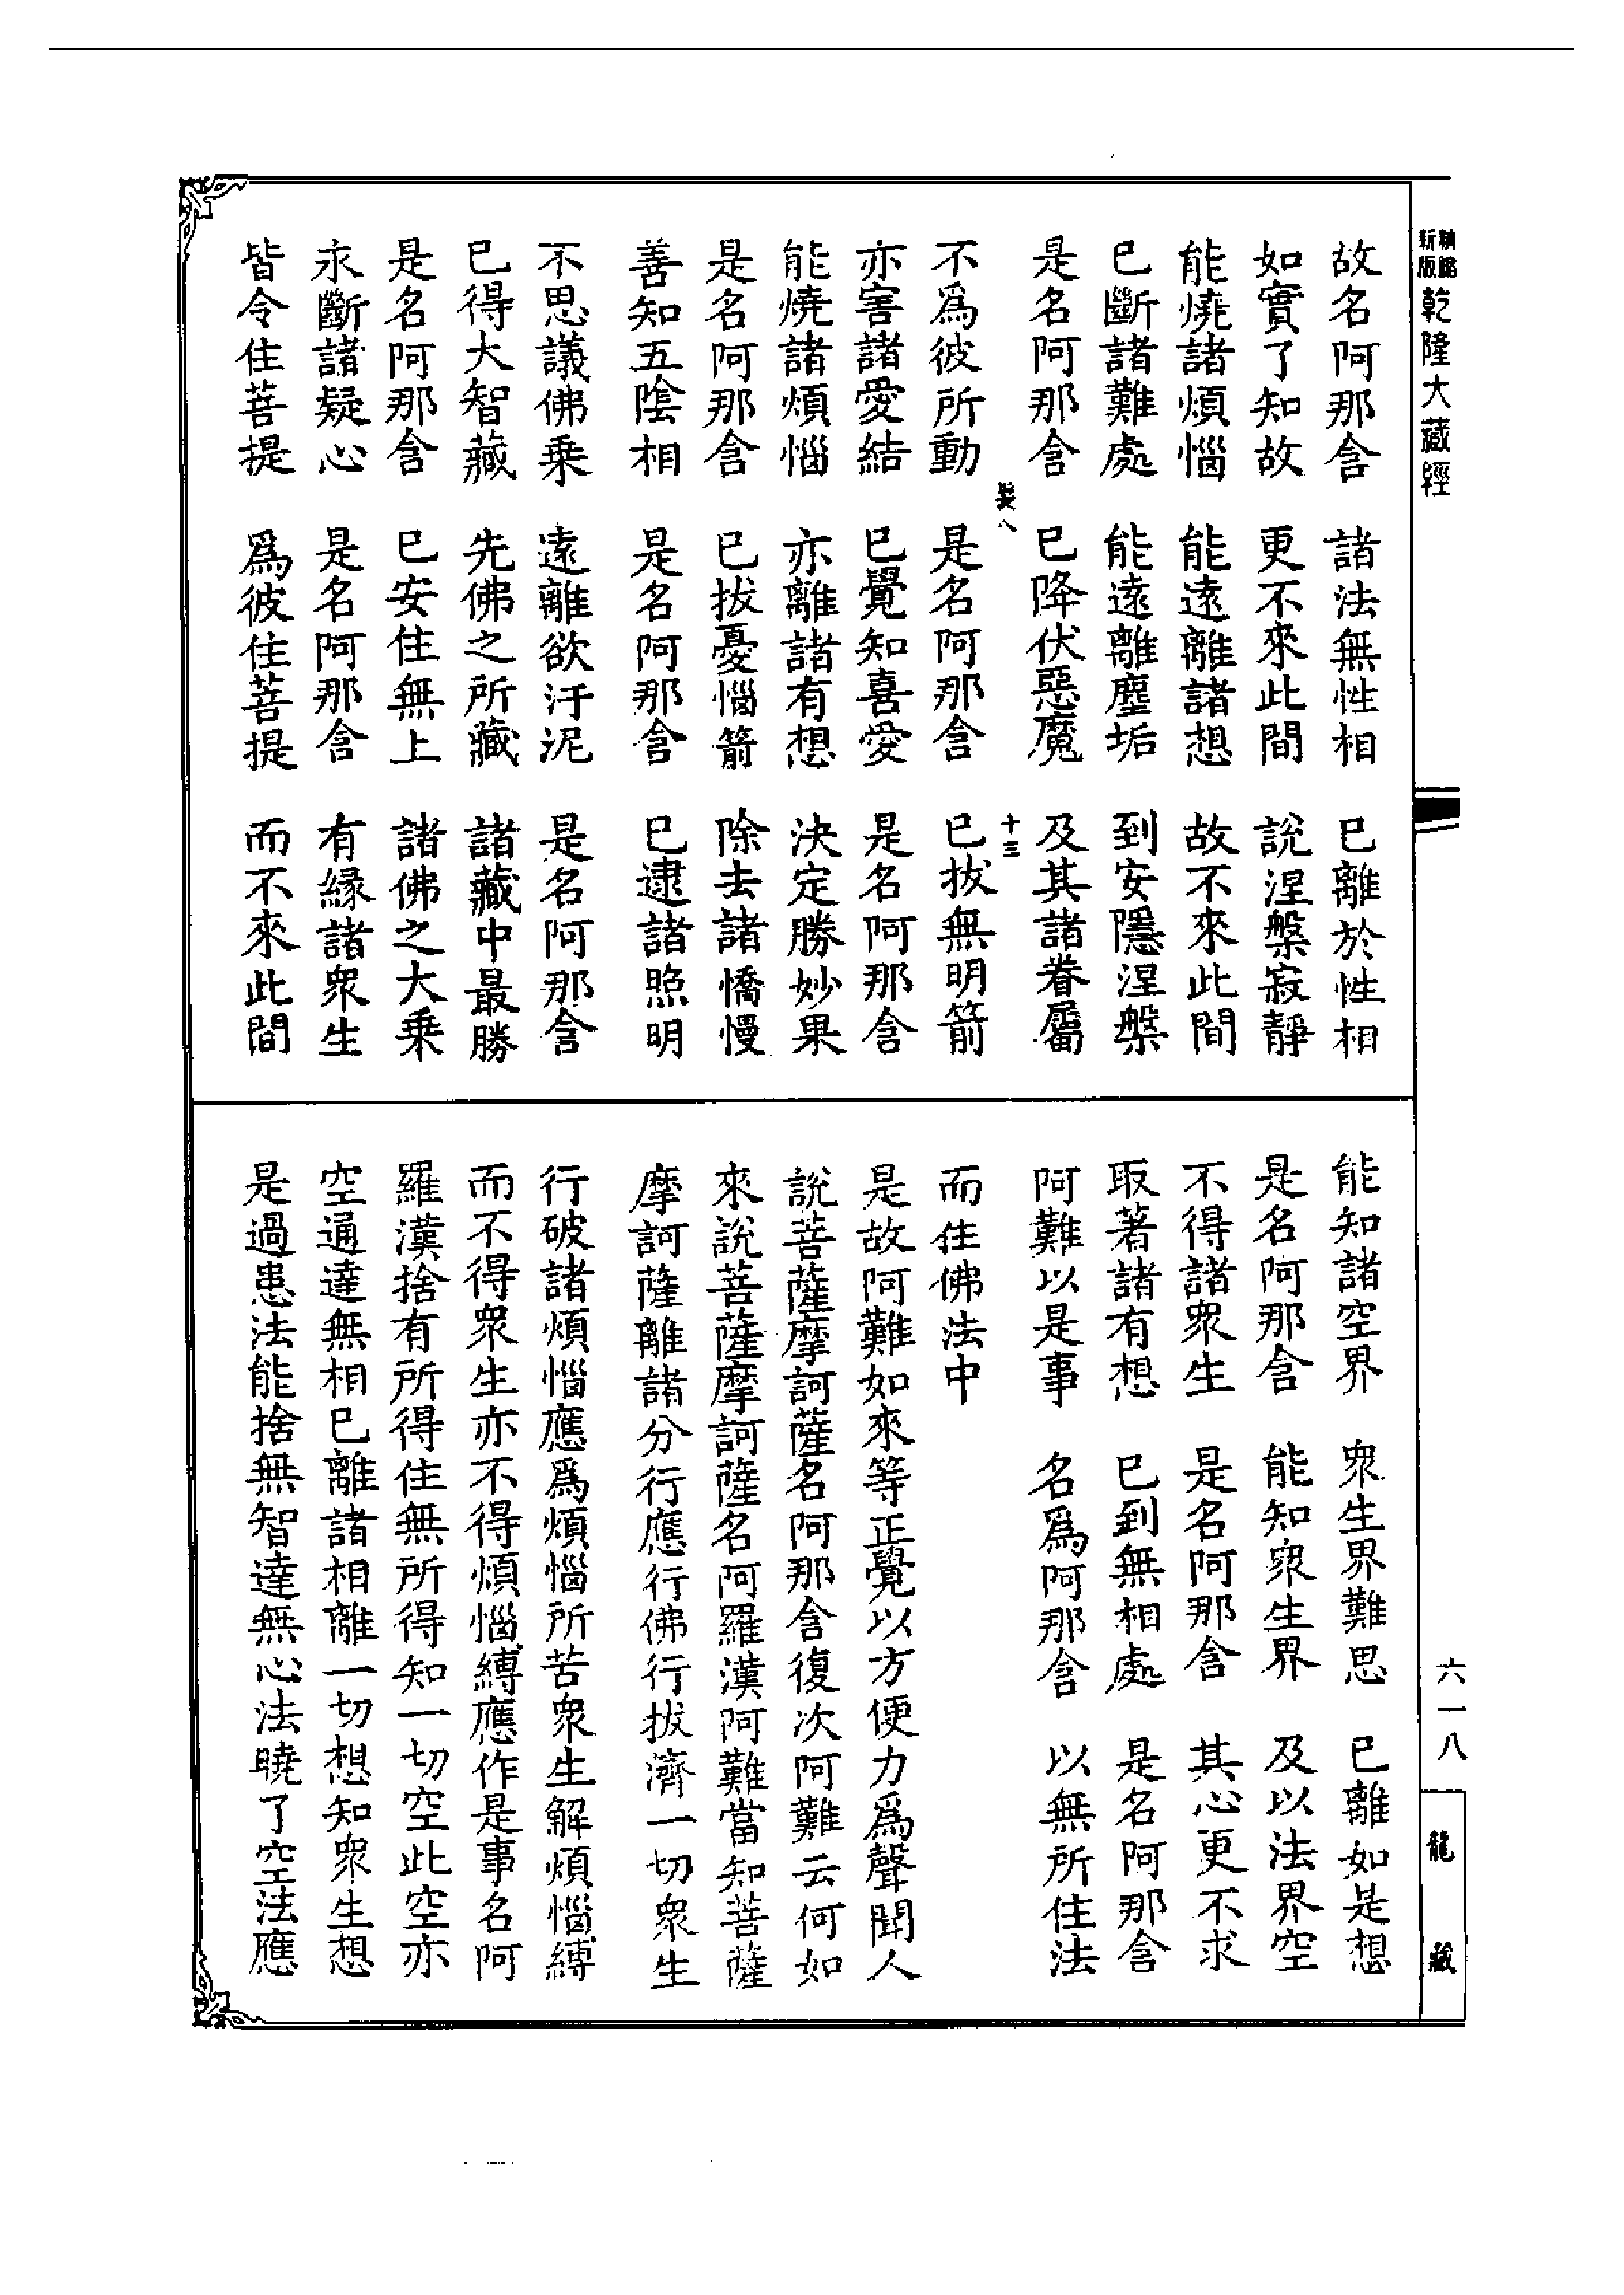 新版
乾隆大藏經
故名阿那含　諸法無性相　已離於性相
如實了知故　更不來此間　說涅槃寂靜
能燒諸煩惱　能遠離諸想　故不來此間
已斷諸難處　能遠離塵垢　到安隱涅槃
是名阿那含　已降伏惡魔　及其諸眷屬
十三
不爲彼所動　是名阿那含　已拔無明箭
亦害諸愛結　已覺知喜愛　是名阿那含
能燒諸煩惱　亦離諸有想　決定勝妙果
是名阿那含　已拔憂惱箭　除去諸憍慢
善知五陰相　是名阿那含　已逮諸照明
不思議佛乗　遠離欲汙泥　是名阿那含
已得大智藏　先佛之所藏　諸藏中最勝
是名阿那含　已安住無上　諸佛之大乗
永斷諸疑心　是名阿那含　有緣諸衆生
皆令住菩提　爲彼住菩提　而不來此間
能知諸空界　衆生界難思　已離如是想
是名阿那含　能知衆生界　及以法界空
不得諸衆生　是名阿那含　其心更不求
取著諸有想　已到無相處　是名阿那含
阿難以是事　名爲阿那含　以無所住法
而住佛法中
是故阿難如來等正覺以方便力爲聲聞人
說菩薩摩訶薩名阿那含復次阿難云何如
來說菩薩摩訶薩名阿羅漢阿難當知菩薩
摩訶薩離諸分行應行佛行拔濟一切衆生
行破諸煩惱應爲煩惱所苦衆生解煩惱縛
而不得衆生亦不得煩惱縛應作是事名阿
羅漢捨有所得住無所得知一切空此空亦
空通達無相已離諸相離一切想知衆生想
是過患法能捨無智達無心法曉了空法應
六一八
龍藏